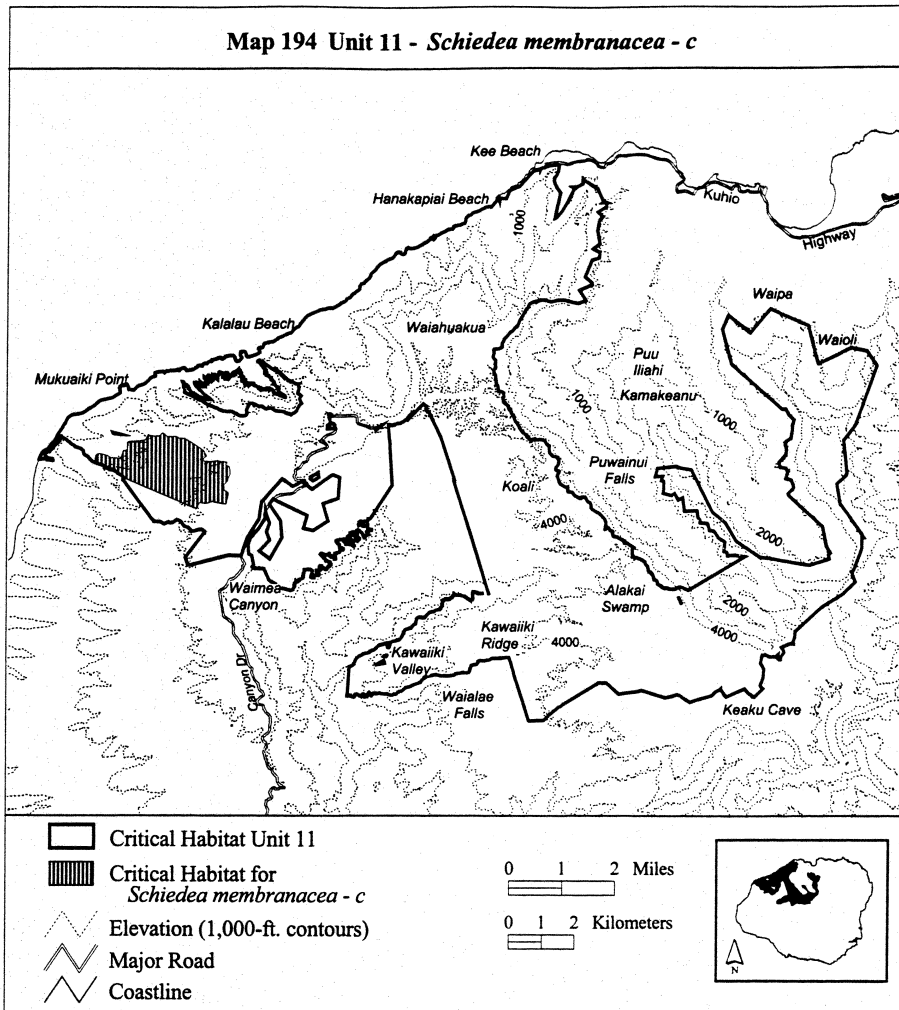 Map 194 Unit 11 - Schiedea membranacea - c
Kee Beach
Hanakapiai Beach
Kuhio
Highway
1000
Waipa
Kalalau Beach
Waiahuakua
Waioli
Puu
Iliahi
Mukuaiki Point
Kamakeanu
1000
1000
Puwainui
Falls
Koali
4000
2000
Waimea
Canyon
Alakai
Swamp
2000
Kawaiiki
Ridge
4000
4000
Kawaiiki
Valley
Canyon Dr
Waialae
Falls
Keaku Cave
Critical Habitat Unit 11
Critical Habitat for
Schiedea membranacea - c
Elevation (1,000-ft. contours)
Major Road
Coastline
0 1 2 Miles
0 1 2 Kilometers
N